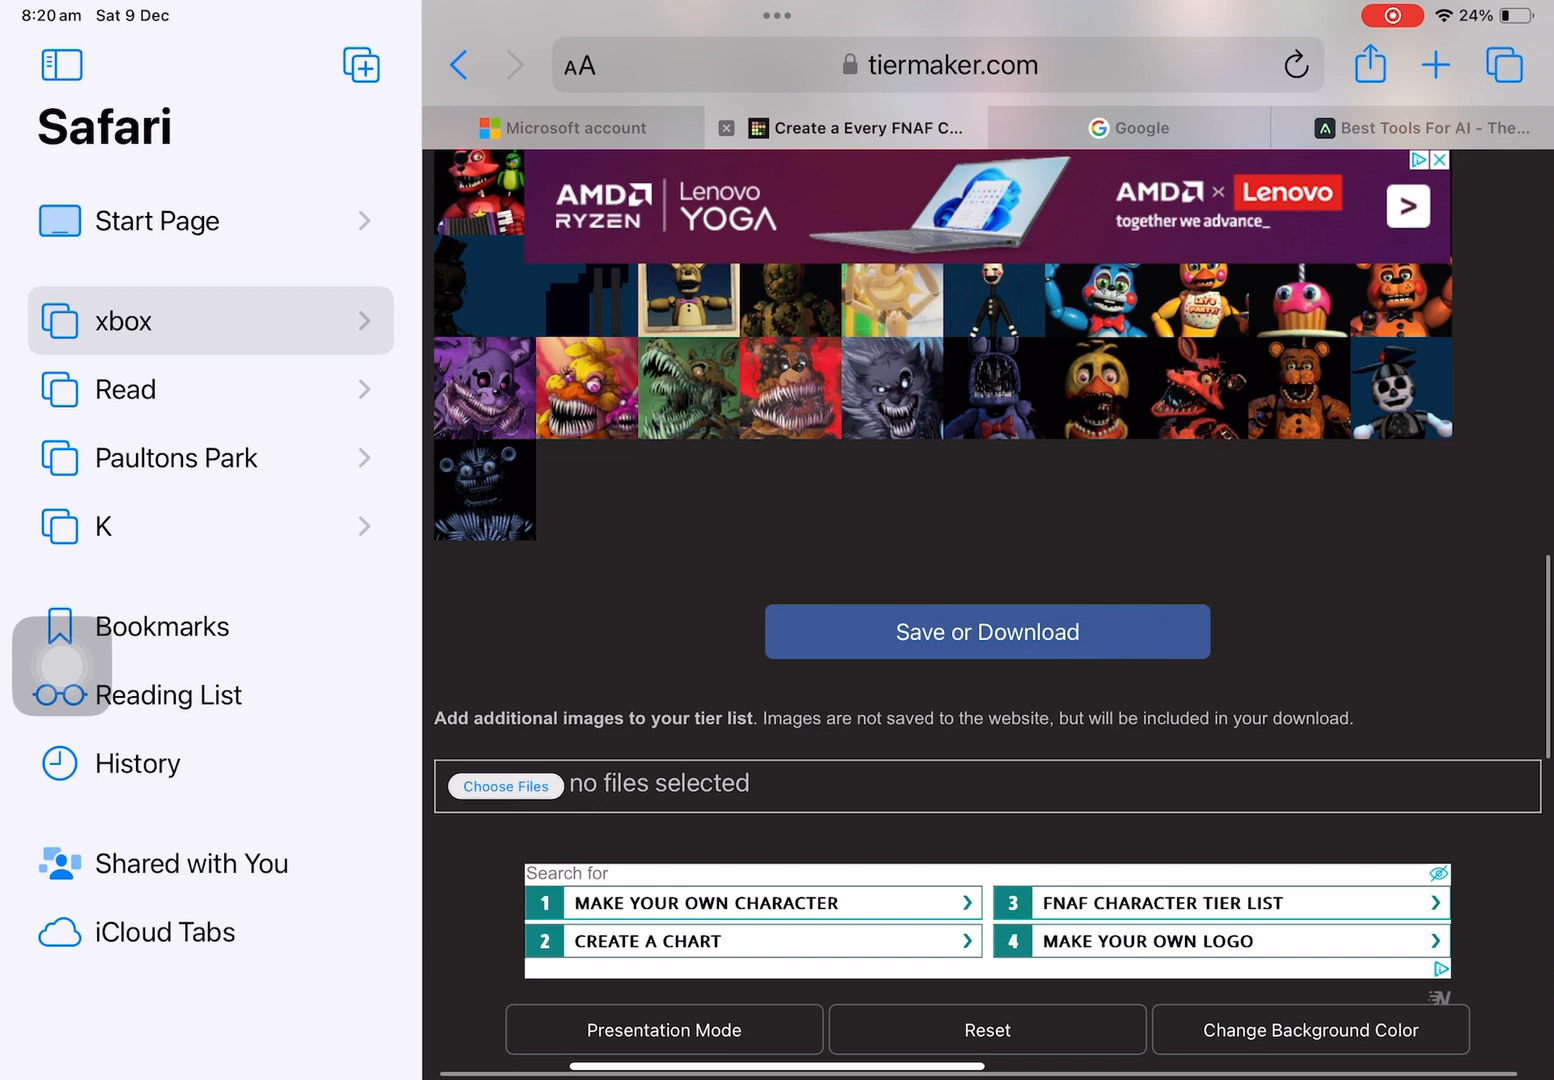 8:20 am Sat 9 Dec
24%
Safari
Start Page
xbox
Read
Paultons Park
K
Bookmarks
Reading List
History
Shared with You
iCloud Tabs
AA
tiermaker.com
Microsoft account
Create a Every FNAF C...
Google
Best Tools For AI - The...
AMD RYZEN
Lenovo YOGA
AMD × Lenovo
together we advance_
LET'S PARTY!
Save or Download
Add additional images to your tier list. Images are not saved to the website, but will be included in your download.
Choose Files no files selected
Search for
1 MAKE YOUR OWN CHARACTER
2 CREATE A CHART
3 FNAF CHARACTER TIER LIST
4 MAKE YOUR OWN LOGO
Presentation Mode
Reset
Change Background Color